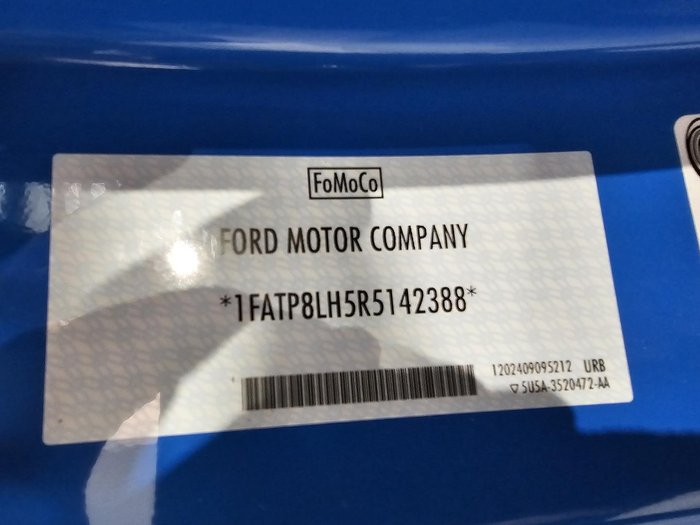 FoMoCo
FORD MOTOR COMPANY
*1FATP8LH5R5142388*
1202409095212 URB
▽5U5A-3520472-AA